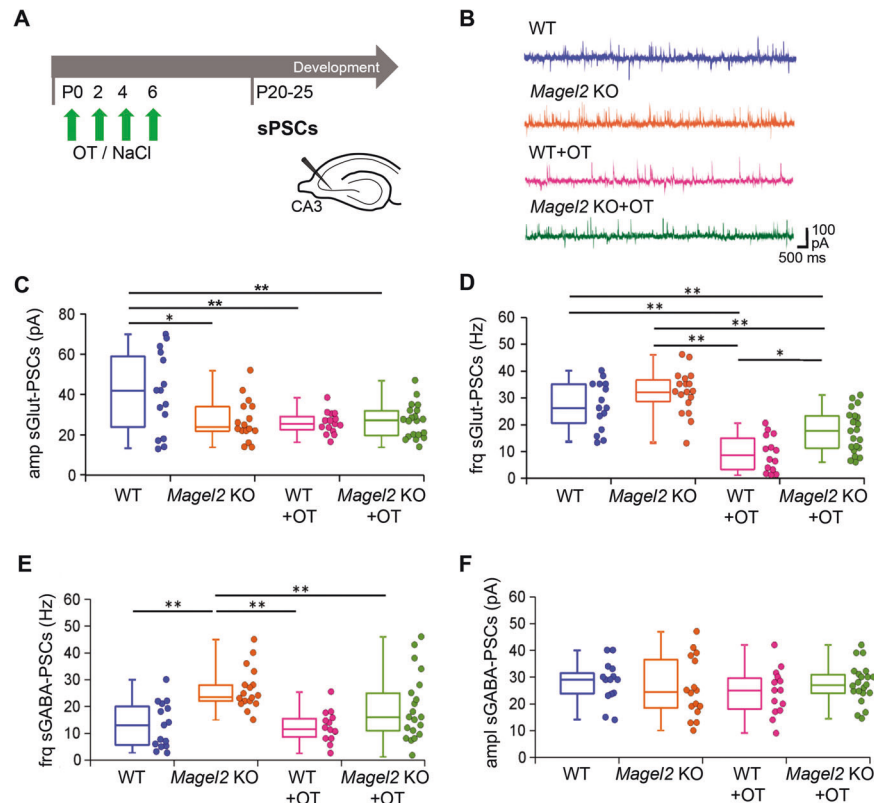 A
Development
P0 2 4 6 P20-25
OT / NaCl
sPSCs
CA3
B
WT
Magel2 KO
WT+OT
Magel2 KO+OT
100
pA
500 ms
C
amp sGlut-PSCs (pA)
80
60
40
20
0
**
**
*
WT Magel2 KO WT Magel2 KO
+OT +OT
D
frq sGlut-PSCs (Hz)
60
50
40
30
20
10
0
**
**
**
**
*
WT Magel2 KO WT Magel2 KO
+OT +OT
E
frq sGABA-PSCs (Hz)
60
50
40
30
20
10
0
**
** **
WT Magel2 KO WT Magel2 KO
+OT +OT
F
ampl sGABA-PSCs (pA)
60
50
40
30
20
10
0
WT Magel2 KO WT Magel2 KO
+OT +OT